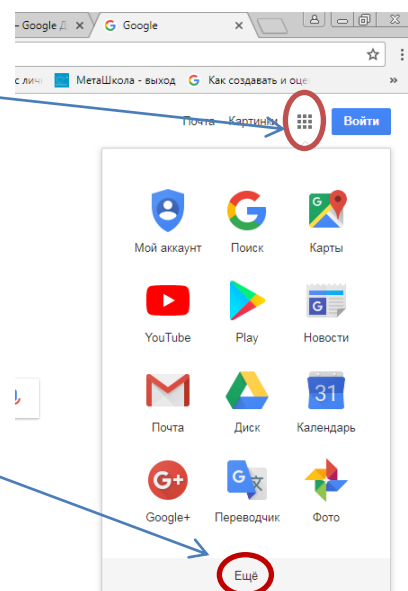 - Google Д Google
с личн МетаШкола - выход Как создавать и оце »
Почта Картинки Войти
Мой аккаунт Поиск Карты
YouTube Play Новости
31
Почта Диск Календарь
G+
Google+ Переводчик Фото
Ещё